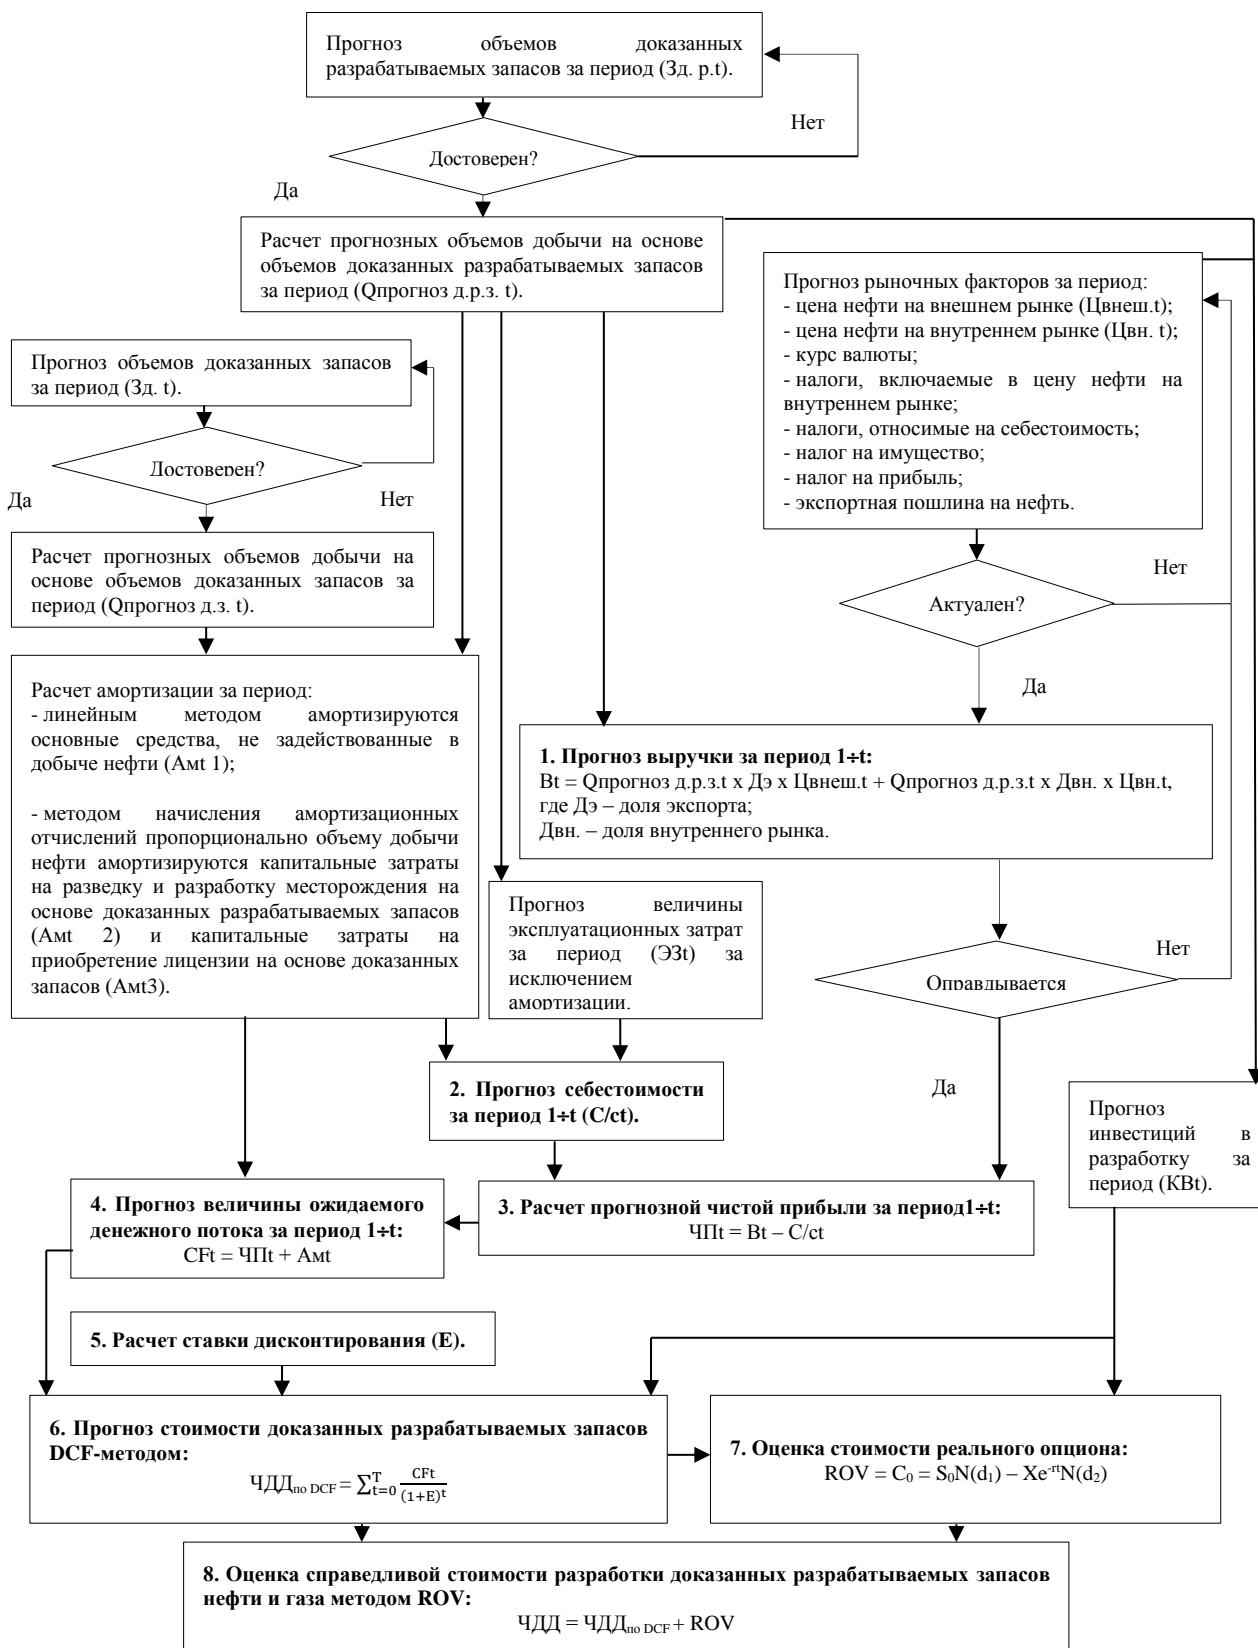 Прогноз объемов доказанных
разрабатываемых запасов за период (Зд. р.t).
Нет
Достоверен?
Да
Расчет прогнозных объемов добычи на основе
объемов доказанных разрабатываемых запасов
за период (Qпрогноз д.р.з. t).
Прогноз рыночных факторов за период:
- цена нефти на внешнем рынке (Цвнеш.t);
- цена нефти на внутреннем рынке (Цвн. t);
- курс валюты;
- налоги, включаемые в цену нефти на
внутреннем рынке;
- налоги, относимые на себестоимость;
- налог на имущество;
- налог на прибыль;
- экспортная пошлина на нефть.
Прогноз объемов доказанных запасов
за период (Зд. t).
Достоверен?
Да
Нет
Расчет прогнозных объемов добычи на
основе объемов доказанных запасов за
период (Qпрогноз д.з. t).
Нет
Актуален?
Да
Расчет амортизации за период:
- линейным методом амортизируются
основные средства, не задействованные в
добыче нефти (Амt 1);
- методом начисления амортизационных
отчислений пропорционально объему добычи
нефти амортизируются капитальные затраты
на разведку и разработку месторождения на
основе доказанных разрабатываемых запасов
(Амt 2) и капитальные затраты на
приобретение лицензии на основе доказанных
запасов (Амt3).
1. Прогноз выручки за период 1÷t:
Bt = Qпрогноз д.р.з.t x Дэ x Цвнеш.t + Qпрогноз д.р.з.t x Двн. x Цвн.t,
где Дэ – доля экспорта;
Двн. – доля внутреннего рынка.
Прогноз величины
эксплуатационных затрат
за период (ЭЗt) за
исключением
амортизации.
Нет
Оправдывается
Да
2. Прогноз себестоимости
за период 1÷t (С/сt).
Прогноз
инвестиций в
разработку за
период (КВt).
4. Прогноз величины ожидаемого
денежного потока за период 1÷t:
CFt = ЧПt + Амt
3. Расчет прогнозной чистой прибыли за период1÷t:
ЧПt = Bt – C/ct
5. Расчет ставки дисконтирования (Е).
6. Прогноз стоимости доказанных разрабатываемых запасов
DCF-методом:
ЧДД по DCF = ∑ᵀₜ₌₀ CFt/(1+E)ᵗ
7. Оценка стоимости реального опциона:
ROV = C₀ = S₀N(d₁) – Xe⁻ʳᵗN(d₂)
8. Оценка справедливой стоимости разработки доказанных разрабатываемых запасов
нефти и газа методом ROV:
ЧДД = ЧДД по DCF + ROV